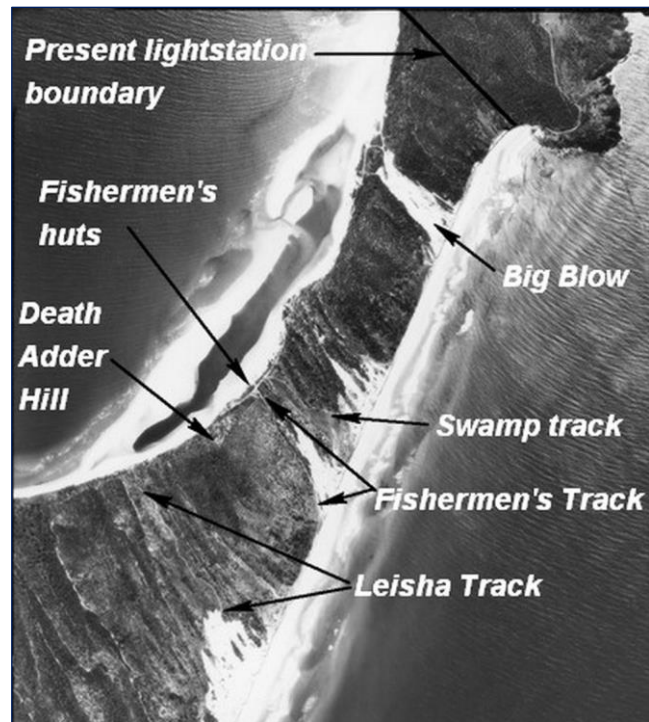 Present lightstation
boundary
Fishermen's
huts
Big Blow
Death
Adder
Hill
Swamp track
Fishermen's Track
Leisha Track